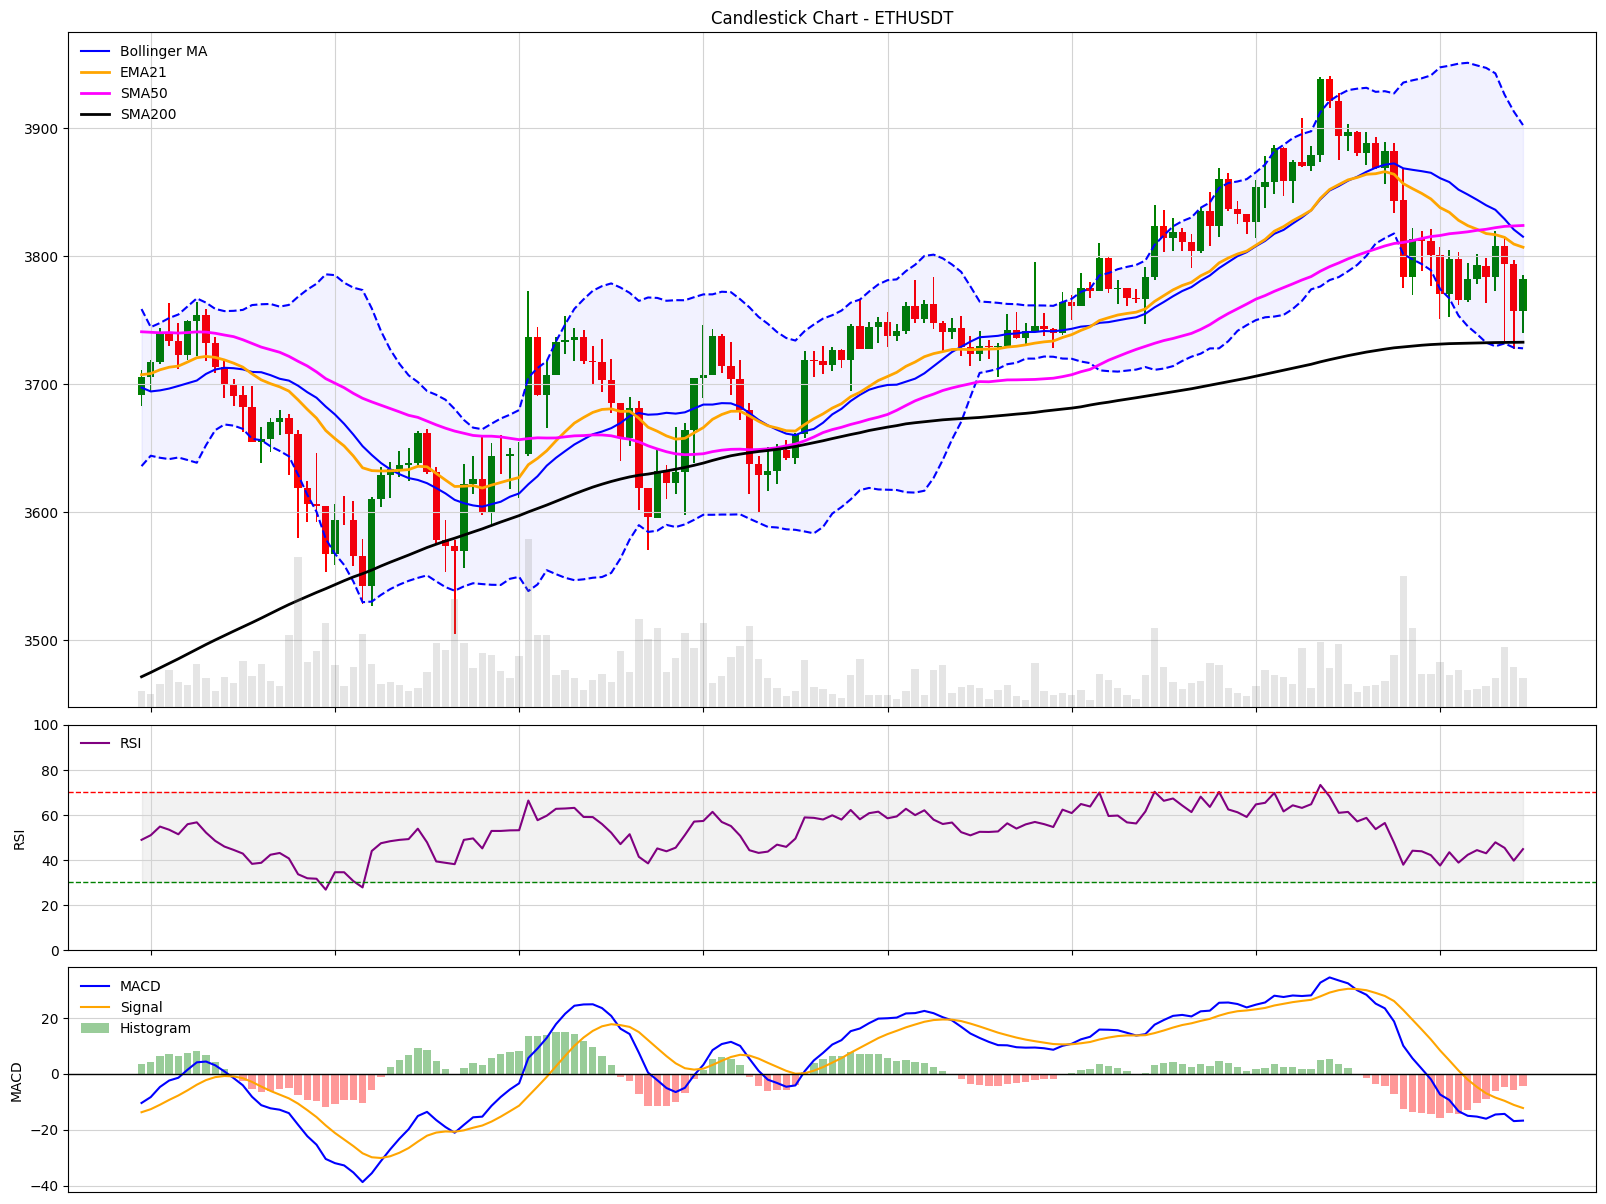 Candlestick Chart - ETHUSDT
Bollinger MA
EMA21
SMA50
SMA200
3900
3800
3700
3600
3500
RSI
100
80
60
40
20
0
RSI
MACD
Signal
Histogram
20
0
−20
−40
MACD